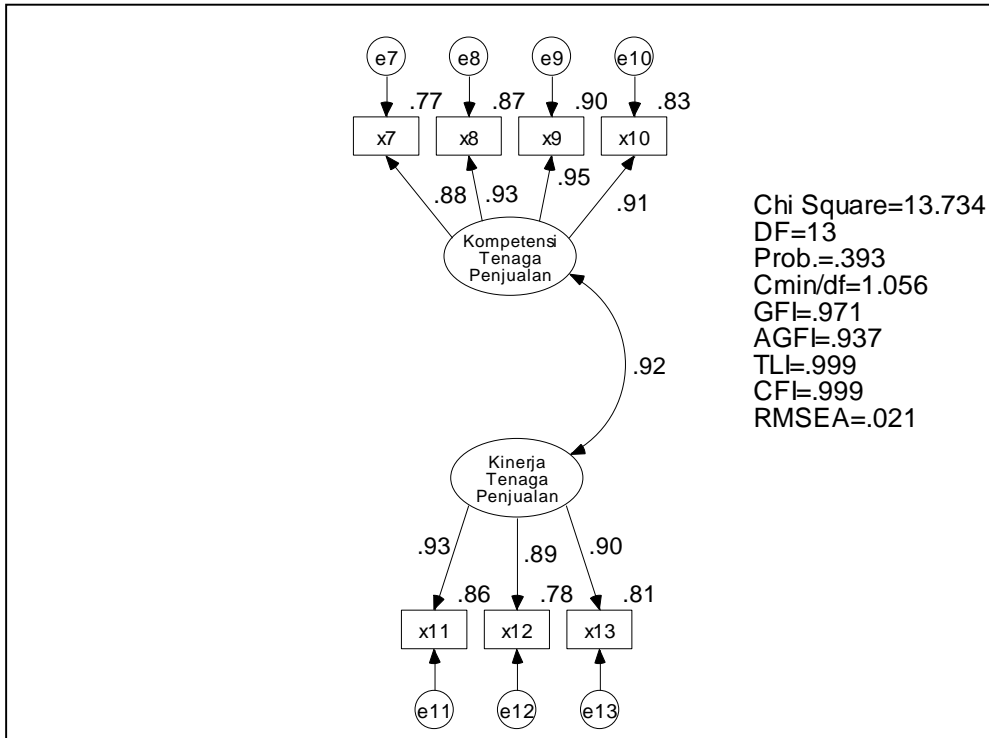 e7 e8 e9 e10
.77 .87 .90 .83
x7 x8 x9 x10
.88 .93 .95 .91
Kompetensi
Tenaga
Penjualan
Chi Square=13.734
DF=13
Prob.=.393
Cmin/df=1.056
GFI=.971
AGFI=.937
TLI=.999
CFI=.999
RMSEA=.021
.92
Kinerja
Tenaga
Penjualan
.93 .89 .90
.86 .78 .81
x11 x12 x13
e11 e12 e13